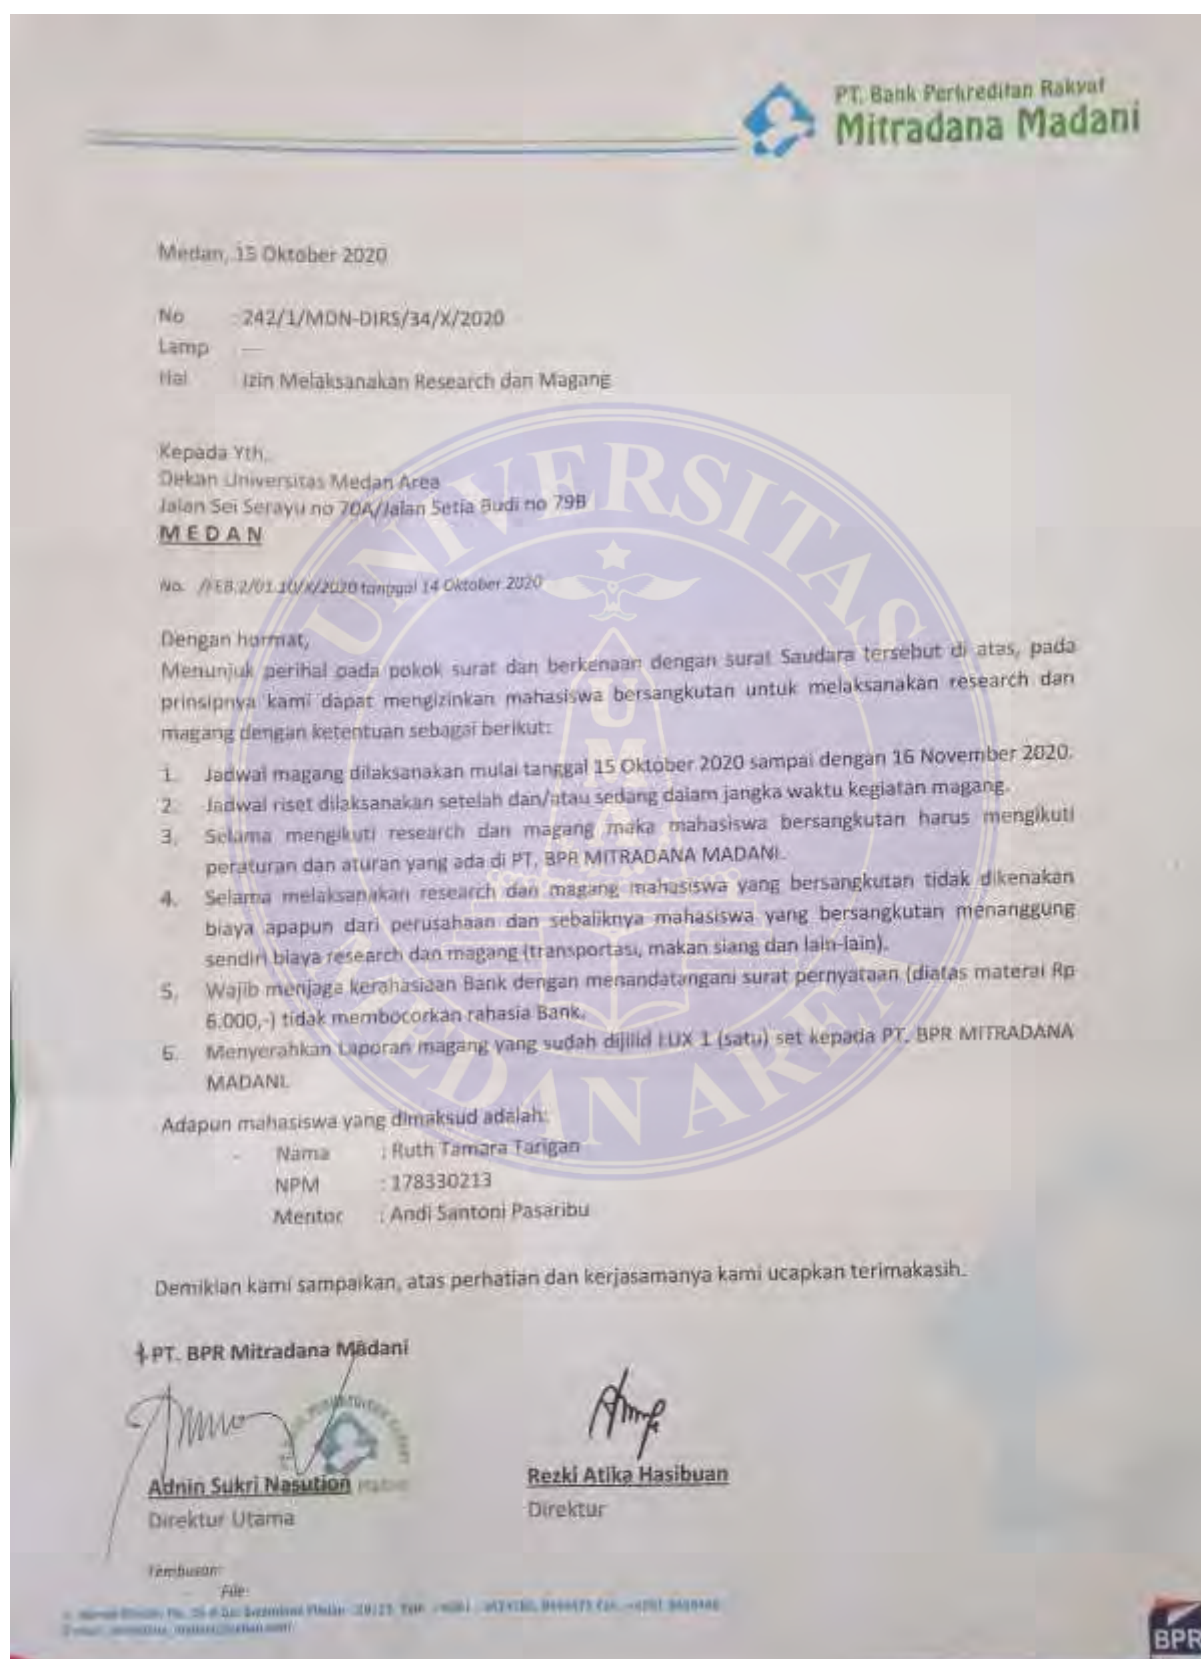 PT. Bank Perkreditan Rakyat
Mitradana Madani
Medan, 15 Oktober 2020
No : 242/1/MDN-DIRS/34/X/2020
Lamp : —
Hal : Izin Melaksanakan Research dan Magang
Kepada Yth,
Dekan Universitas Medan Area
Jalan Sei Serayu no 70A/Jalan Setia Budi no 79B
MEDAN
No. /FEB.2/01.10/X/2020 tanggal 14 Oktober 2020
Dengan hormat,
Menunjuk perihal pada pokok surat dan berkenaan dengan surat Saudara tersebut di atas, pada
prinsipnya kami dapat mengizinkan mahasiswa bersangkutan untuk melaksanakan research dan
magang dengan ketentuan sebagai berikut:
1. Jadwal magang dilaksanakan mulai tanggal 15 Oktober 2020 sampai dengan 16 November 2020.
2. Jadwal riset dilaksanakan setelah dan/atau sedang dalam jangka waktu kegiatan magang.
3. Selama mengikuti research dan magang maka mahasiswa bersangkutan harus mengikuti
peraturan dan aturan yang ada di PT. BPR MITRADANA MADANI.
4. Selama melaksanakan research dan magang mahasiswa yang bersangkutan tidak dikenakan
biaya apapun dari perusahaan dan sebaliknya mahasiswa yang bersangkutan menanggung
sendiri biaya research dan magang (transportasi, makan siang dan lain-lain).
5. Wajib menjaga kerahasiaan Bank dengan menandatangani surat pernyataan (diatas materai Rp
6.000,-) tidak membocorkan rahasia Bank.
6. Menyerahkan Laporan magang yang sudah dijilid LUX 1 (satu) set kepada PT. BPR MITRADANA
MADANI.
Adapun mahasiswa yang dimaksud adalah:
- Nama : Ruth Tamara Tarigan
NPM : 178330213
Mentor : Andi Santoni Pasaribu
Demikian kami sampaikan, atas perhatian dan kerjasamanya kami ucapkan terimakasih.
PT. BPR Mitradana Madani
Adnin Sukri Nasution
Direktur Utama
Rezki Atika Hasibuan
Direktur
Tembusan:
- File
BPR
UNIVERSITAS
MEDAN AREA
UMA